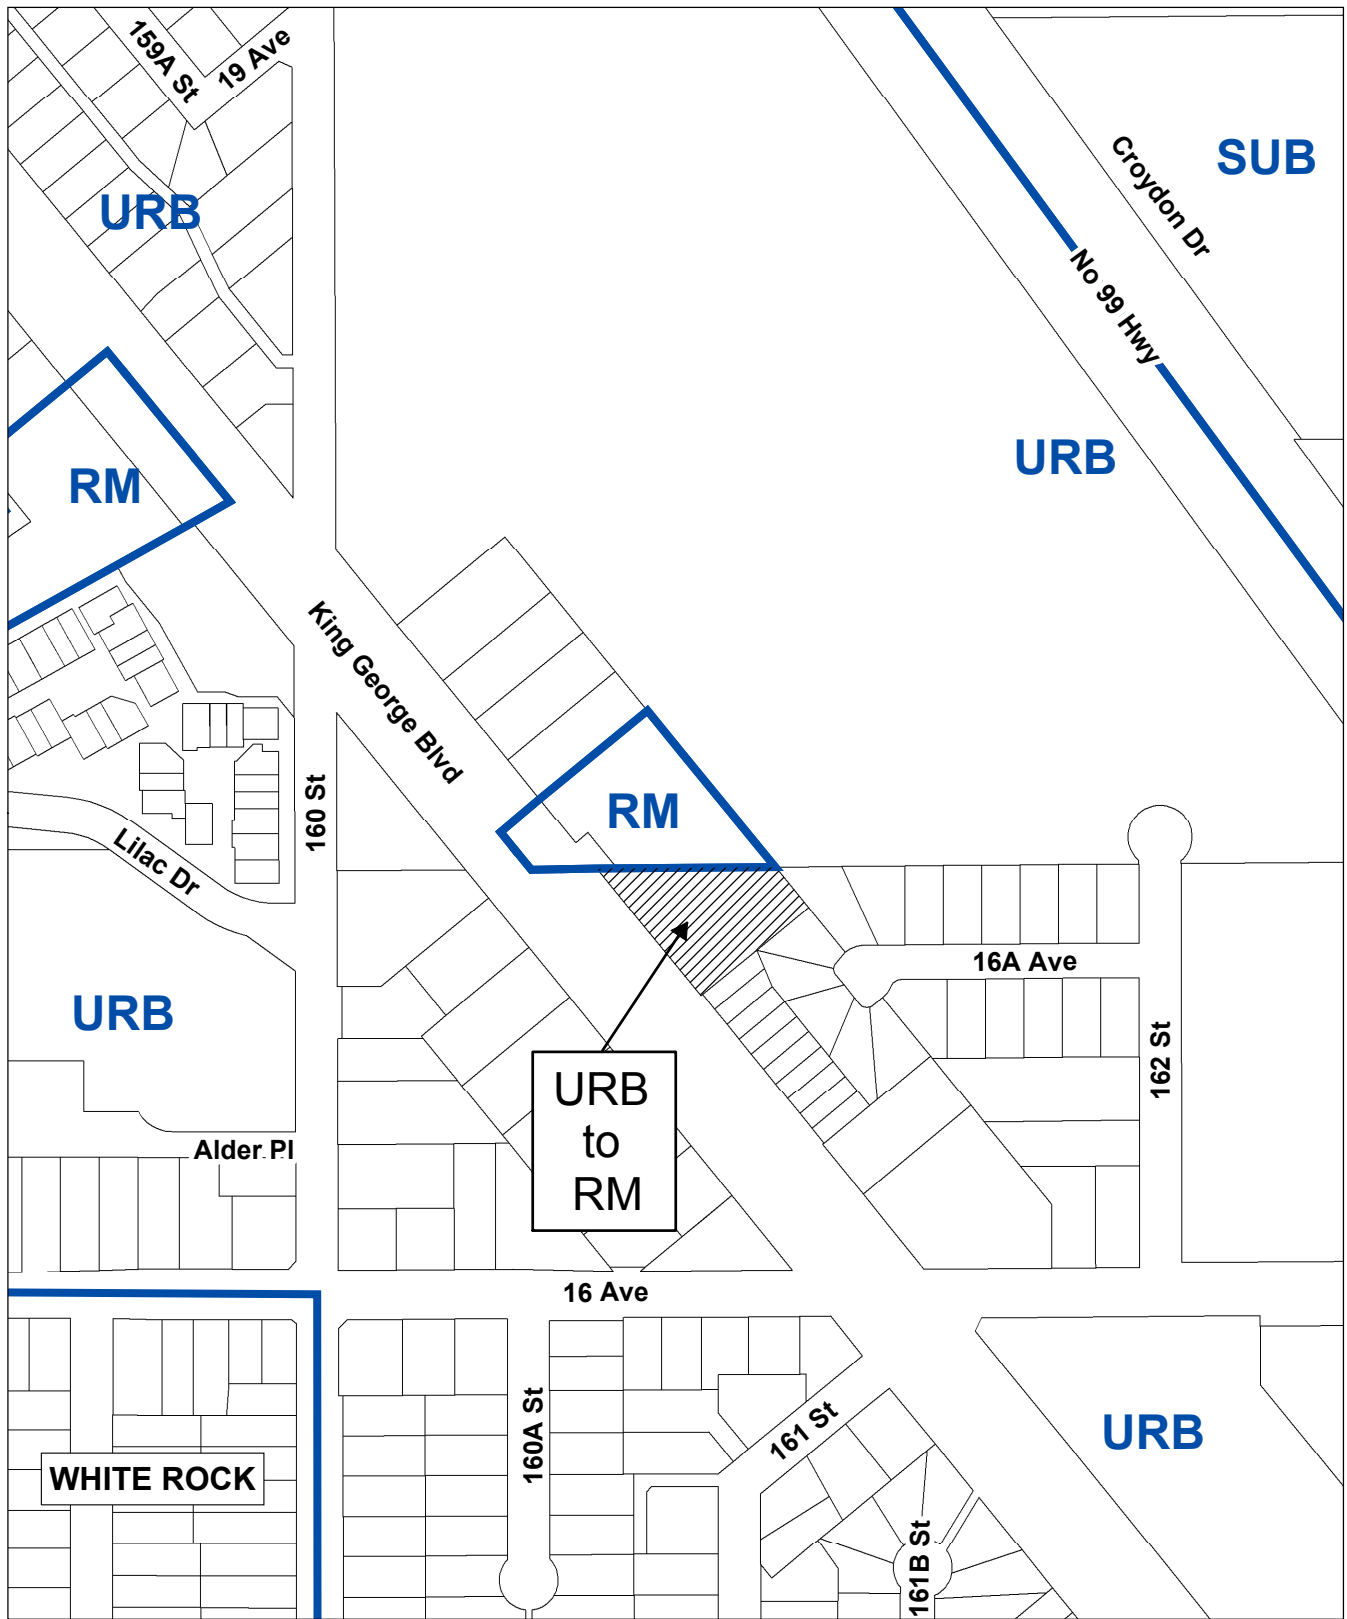 159A St
19 Ave
SUB
Croydon Dr
URB
No 99 Hwy
URB
RM
King George Blvd
160 St
RM
Lilac Dr
16A Ave
URB
162 St
URB
to
RM
Alder Pl
16 Ave
160A St
161 St
URB
WHITE ROCK
161B St